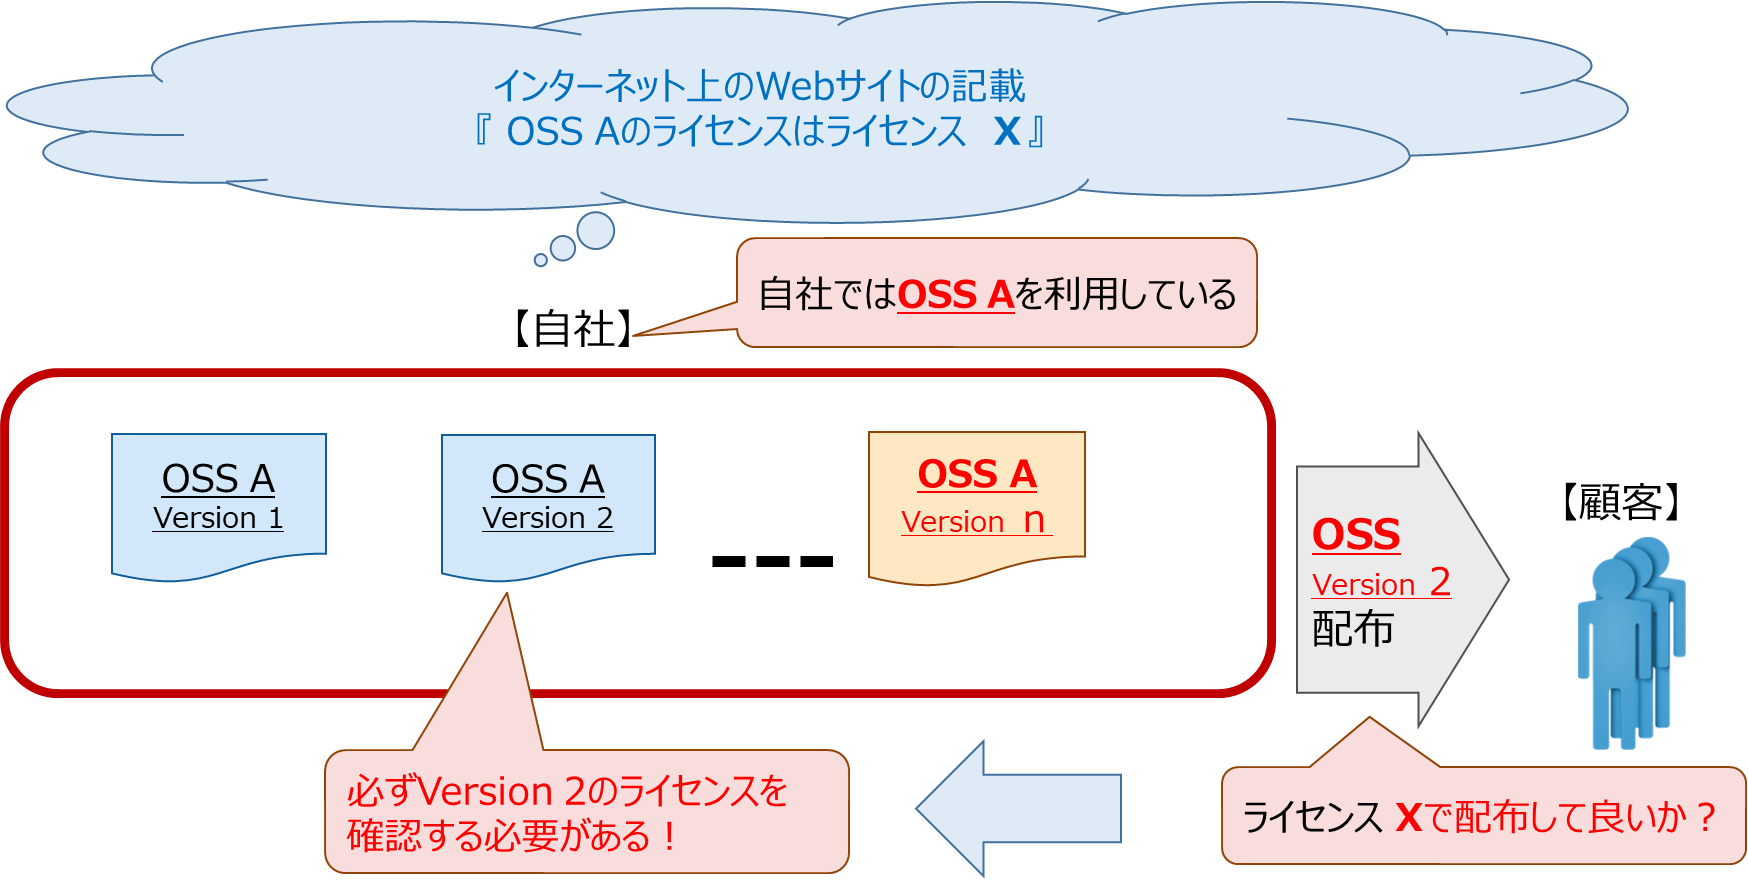 インターネット上のWebサイトの記載
『 OSS Aのライセンスはライセンス X 』
自社ではOSS Aを利用している
【自社】
OSS A
Version 1
OSS A
Version 2
OSS A
Version n
OSS
Version 2
配布
【顧客】
必ずVersion 2のライセンスを
確認する必要がある！
ライセンス Xで配布して良いか？